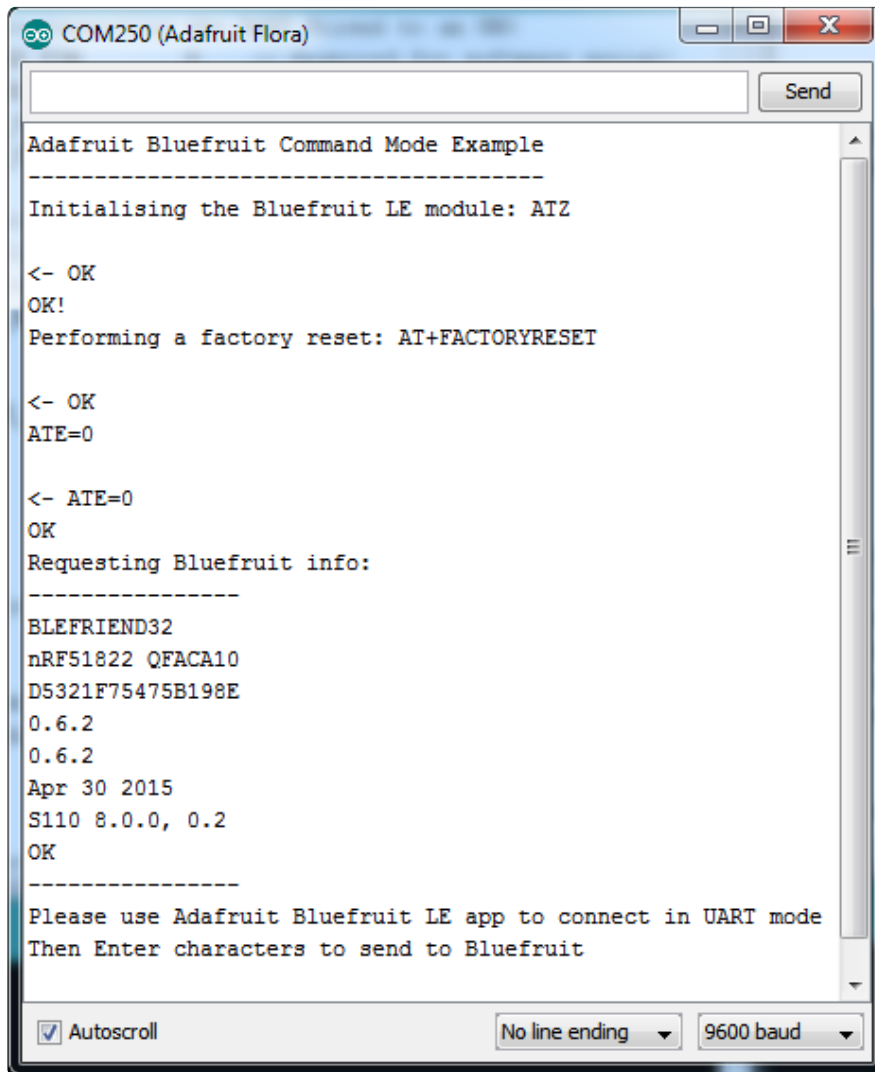 COM250 (Adafruit Flora)
Send
Adafruit Bluefruit Command Mode Example
---------------------------------------
Initialising the Bluefruit LE module: ATZ
<- OK
OK!
Performing a factory reset: AT+FACTORYRESET
<- OK
ATE=0
<- ATE=0
OK
Requesting Bluefruit info:
----------------
BLEFRIEND32
nRF51822 QFACA10
D5321F75475B198E
0.6.2
0.6.2
Apr 30 2015
S110 8.0.0, 0.2
OK
----------------
Please use Adafruit Bluefruit LE app to connect in UART mode
Then Enter characters to send to Bluefruit
Autoscroll No line ending 9600 baud